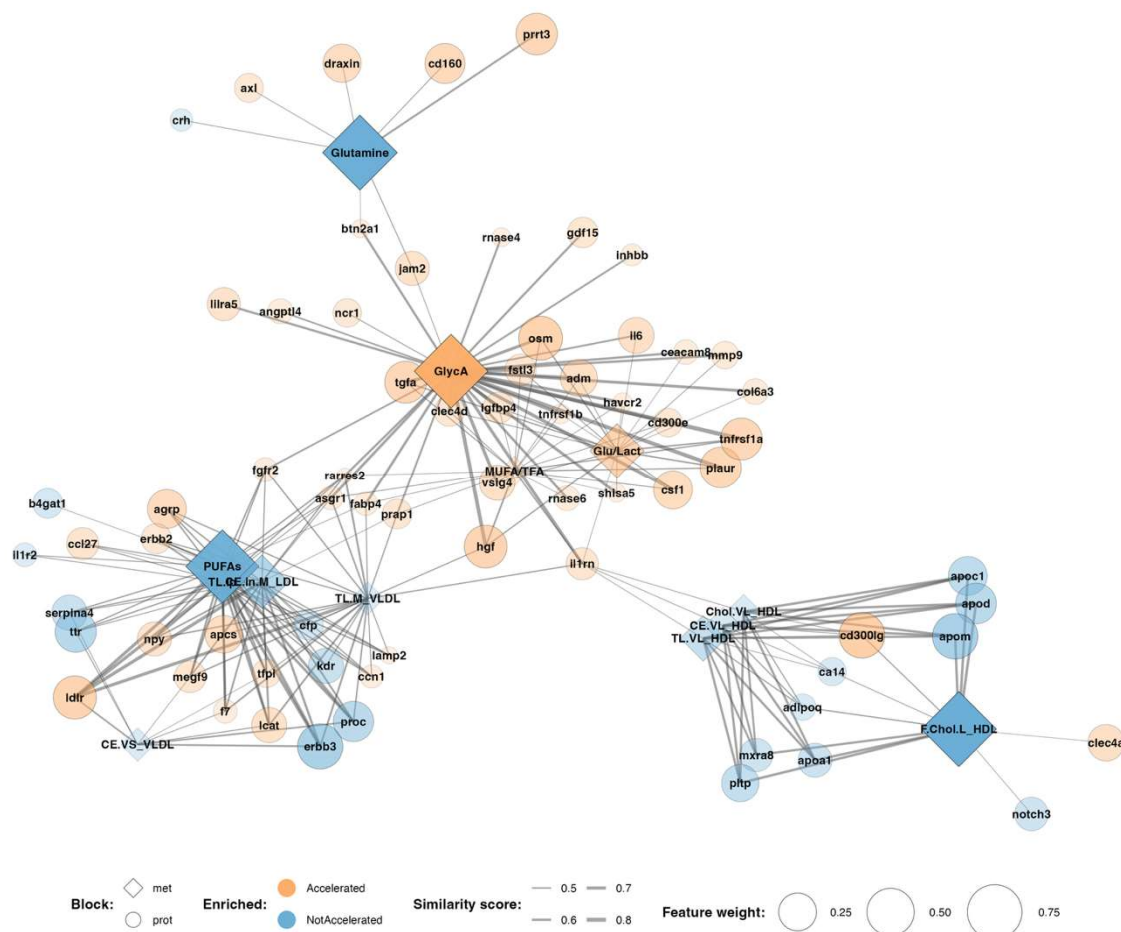 prrt3
draxin
cd160
axl
crh
Glutamine
btn2a1
rnase4
gdf15
inhbb
jam2
lilra5
angptl4
ncr1
osm
il6
ceacam8
mmp9
GlycA
fstl3
tgfa
adm
col6a3
havcr2
clec4d
igfbp4
tnfrsf1b
cd300e
tnfrsf1a
Glu/Lact
plaur
fgfr2
rarres2
MUFA/TFA
vsig4
asgr1
fabp4
rnase6
shisa5
csf1
b4gat1
agrp
prap1
erbb2
ccl27
hgf
il1r2
il1rn
PUFAs
CE.in.M_LDL
apoc1
TL.M_VLDL
serpina4
Chol.VL_HDL
apod
ttr
cfp
CE.VL_HDL
npy
apcs
TL.VL_HDL
cd300lg
apom
lamp2
kdr
megf9
tfpi
ccn1
ca14
ldlr
f7
lcat
proc
adipoq
CE.VS_VLDL
erbb3
F.Chol.L_HDL
clec4a
mxra8
apoa1
pltp
notch3
Block:
met
prot
Enriched:
Accelerated
NotAccelerated
Similarity score:
0.5
0.7
0.6
0.8
Feature weight:
0.25
0.50
0.75